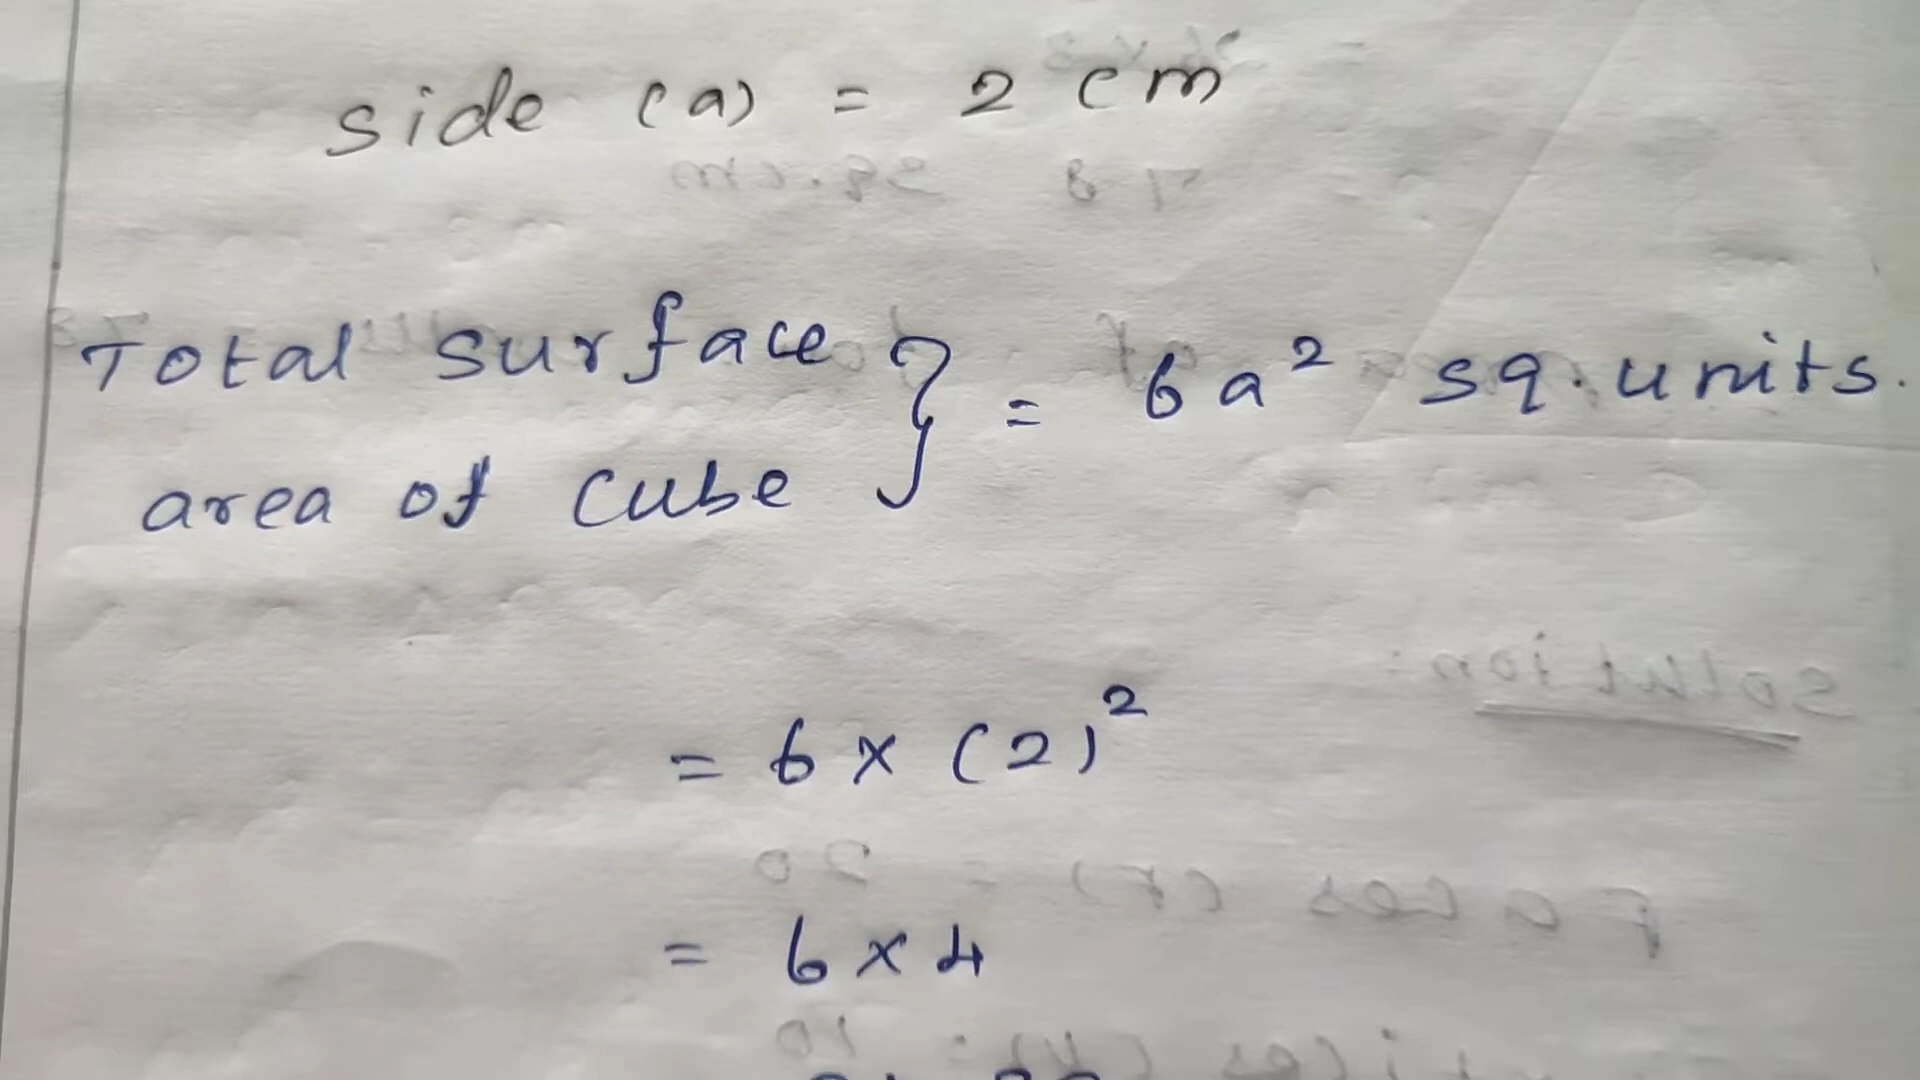 side (a) = 2 cm
Total surface
area of cube } = 6a² sq.units.
= 6 × (2)²
= 6 × 4